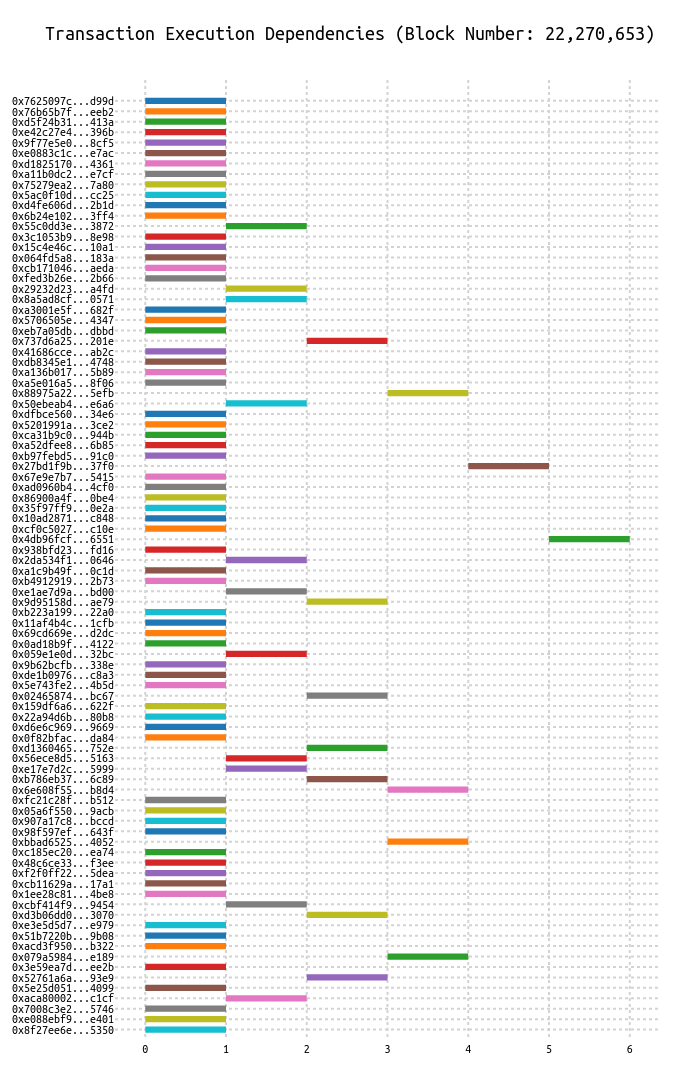 Transaction Execution Dependencies (Block Number: 22,270,653)
0x7625097c...d99d
0x76b65b7f...eeb2
0xd5f24b31...413a
0xe42c27e4...396b
0x9f77e5e0...8cf5
0xe0883c1c...e7ac
0xd1825170...4361
0xa11b0dc2...e7cf
0x75279ea2...7a80
0x5ac0f10d...cc25
0xd4fe606d...2b1d
0x6b24e102...3ff4
0x55c0dd3e...3872
0x3c1053b9...8e98
0x15c4e46c...10a1
0x064fd5a8...183a
0xcb171046...aeda
0xfed3b26e...2b66
0x29232d23...a4fd
0x8a5ad8cf...0571
0xa3001e5f...682f
0x5706505e...4347
0xeb7a05db...dbbd
0x737d6a25...201e
0x41686cce...ab2c
0xdb8345e1...4748
0xa136b017...5b89
0xa5e016a5...8f06
0x88975a22...5efb
0x50ebeab4...e6a6
0xdfbce560...34e6
0x5201991a...3ce2
0xca31b9c0...944b
0xa52dfee8...6b85
0xb97febd5...91c0
0x27bd1f9b...37f0
0x67e9e7b7...5415
0xad0960b4...4cf0
0x86900a4f...0be4
0x35f97ff9...0e2a
0x10ad2871...c848
0xcf0c5027...c10e
0x4db96fcf...6551
0x938bfd23...fd16
0x2da534f1...0646
0xa1c9b49f...0c1d
0xb4912919...2b73
0xe1ae7d9a...bd00
0x9d95158d...ae79
0xb223a199...22a0
0x11af4b4c...1cfb
0x69cd669e...d2dc
0x0ad18b9f...4122
0x059e1e0d...32bc
0x9b62bcfb...338e
0xde1b0976...c8a3
0x5e743fe2...4b5d
0x02465874...bc67
0x159df6a6...622f
0x22a94d6b...80b8
0xd6e6c969...9669
0x0f82bfac...da84
0xd1360465...752e
0x56ece8d5...5163
0xe17e7d2c...5999
0xb786eb37...6c89
0x6e608f55...b8d4
0xfc21c28f...b512
0x05a6f550...9acb
0x907a17c8...bccd
0x98f597ef...643f
0xbbad6525...4052
0xc185ec20...ea74
0x48c6ce33...f3ee
0xf2f0ff22...5dea
0xcb11629a...17a1
0x1ee28c81...4be8
0xcbf414f9...9454
0xd3b06dd0...3070
0xe3e5d5d7...e979
0x51b7220b...9b08
0xacd3f950...b322
0x079a5984...e189
0x3e59ea7d...ee2b
0x52761a6a...93e9
0x5e25d051...4099
0xaca80002...c1cf
0x7008c3e2...5746
0xe088ebf9...e401
0x8f27ee6e...5350
0 1 2 3 4 5 6